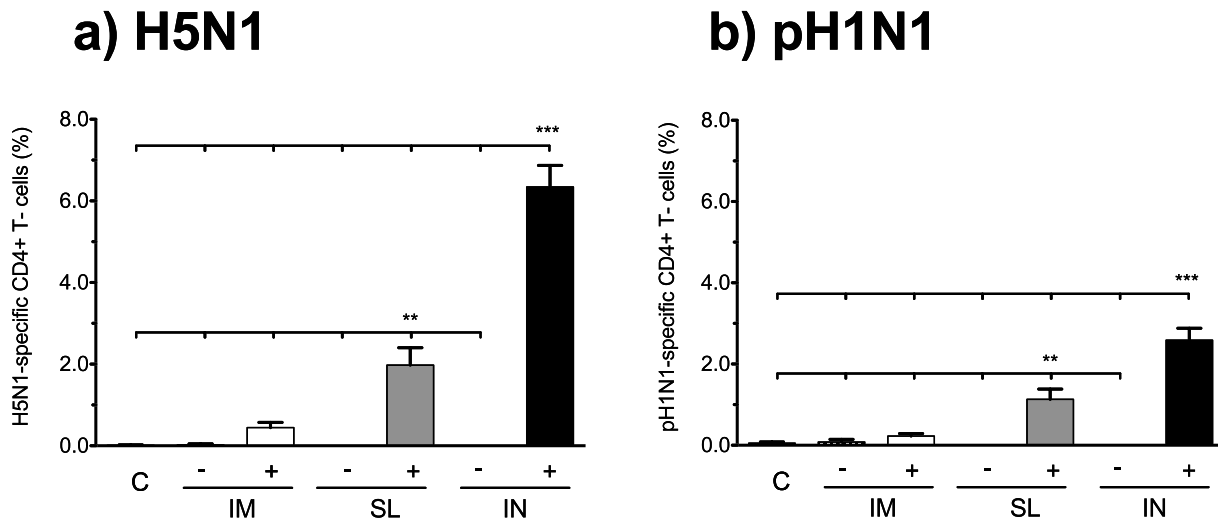 a) H5N1
b) pH1N1
H5N1-specific CD4+ T- cells (%)
8.0
6.0
4.0
2.0
0.0
***
**
C
- + - + - +
IM SL IN
pH1N1-specific CD4+ T- cells (%)
8.0
6.0
4.0
2.0
0.0
***
**
C
- + - + - +
IM SL IN